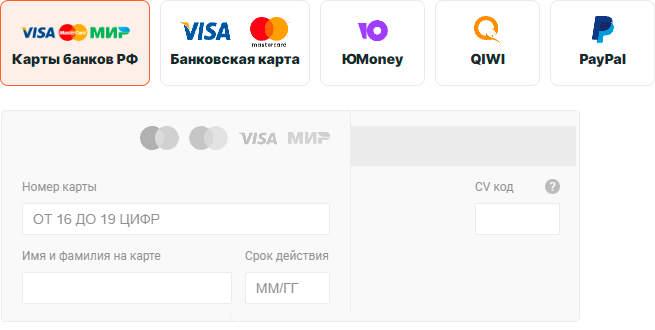 VISA MasterCard МИР
VISA mastercard
Карты банков РФ
Банковская карта
ЮMoney
QIWI
PayPal
VISA МИР
Номер карты
CV код ?
ОТ 16 ДО 19 ЦИФР
Имя и фамилия на карте
Срок действия
ММ/ГГ